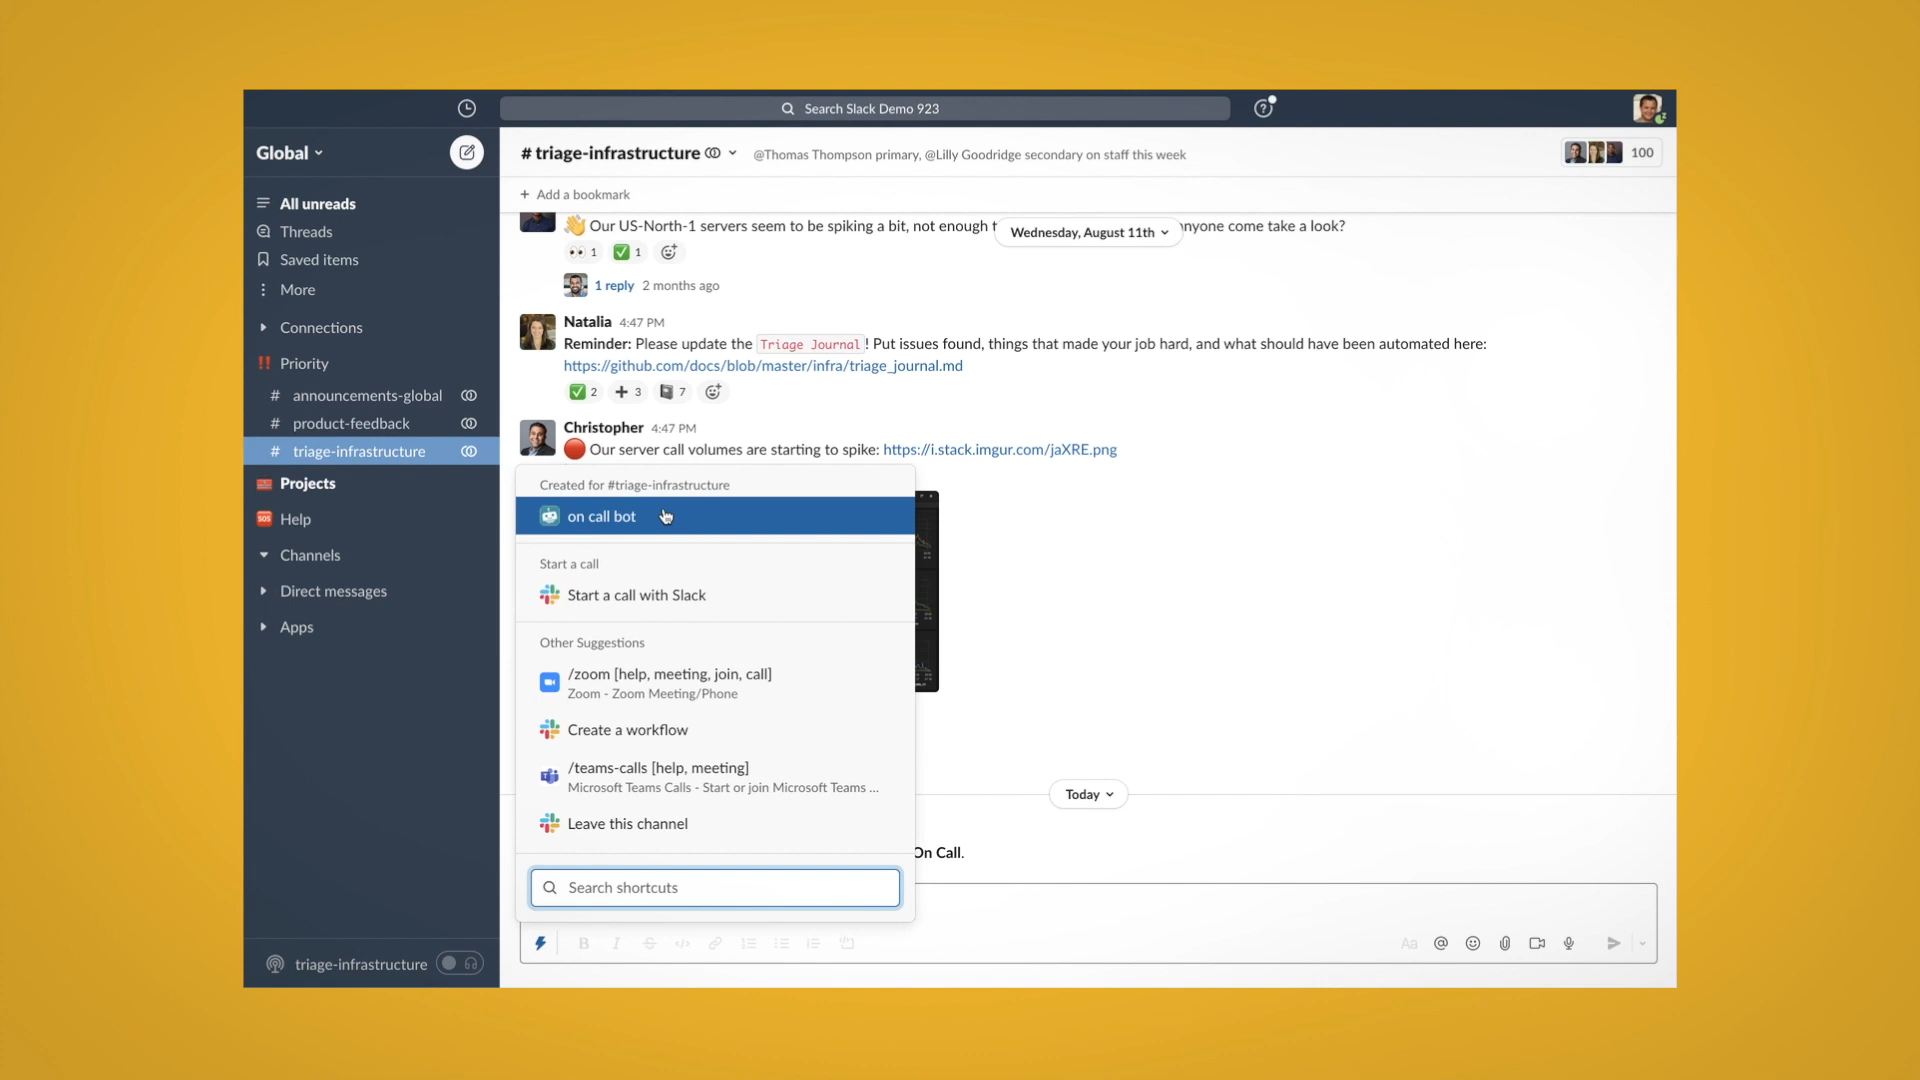 Search Slack Demo 923
Global
All unreads
Threads
Saved items
More
Connections
Priority
# announcements-global
# product-feedback
# triage-infrastructure
Projects
SOS Help
Channels
Direct messages
Apps
triage-infrastructure
# triage-infrastructure @Thomas Thompson primary, @Lilly Goodridge secondary on staff this week 100
+ Add a bookmark
Our US-North-1 servers seem to be spiking a bit, not enough anyone come take a look?
Wednesday, August 11th
1 1
1 reply 2 months ago
Natalia 4:47 PM
Reminder: Please update the Triage Journal! Put issues found, things that made your job hard, and what should have been automated here:
https://github.com/docs/blob/master/infra/triage_journal.md
2 3 7
Christopher 4:47 PM
Our server call volumes are starting to spike: https://i.stack.imgur.com/jaXRE.png
Created for #triage-infrastructure
on call bot
Start a call
Start a call with Slack
Other Suggestions
/zoom [help, meeting, join, call]
Zoom - Zoom Meeting/Phone
Create a workflow
/teams-calls [help, meeting]
Microsoft Teams Calls - Start or join Microsoft Teams ...
Leave this channel
Search shortcuts
Today
On Call.
B I S Aa @